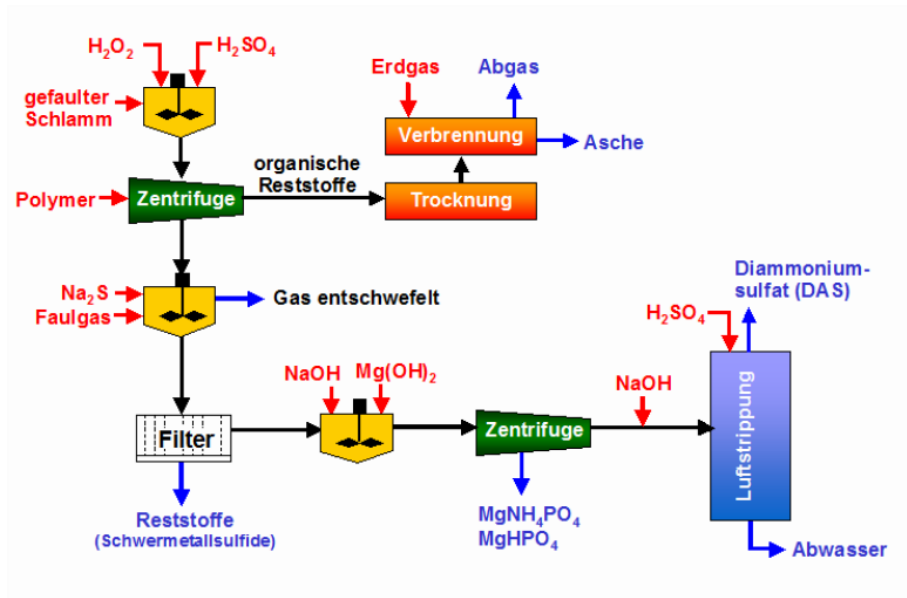 H₂O₂
H₂SO₄
gefaulter
Schlamm
Erdgas
Abgas
Verbrennung
Asche
organische
Reststoffe
Polymer
Zentrifuge
Trocknung
Na₂S
Faulgas
Gas entschwefelt
Diammonium-
sulfat (DAS)
H₂SO₄
NaOH
Mg(OH)₂
NaOH
Filter
Zentrifuge
Luftstrippung
Reststoffe
(Schwermetallsulfide)
MgNH₄PO₄
MgHPO₄
Abwasser